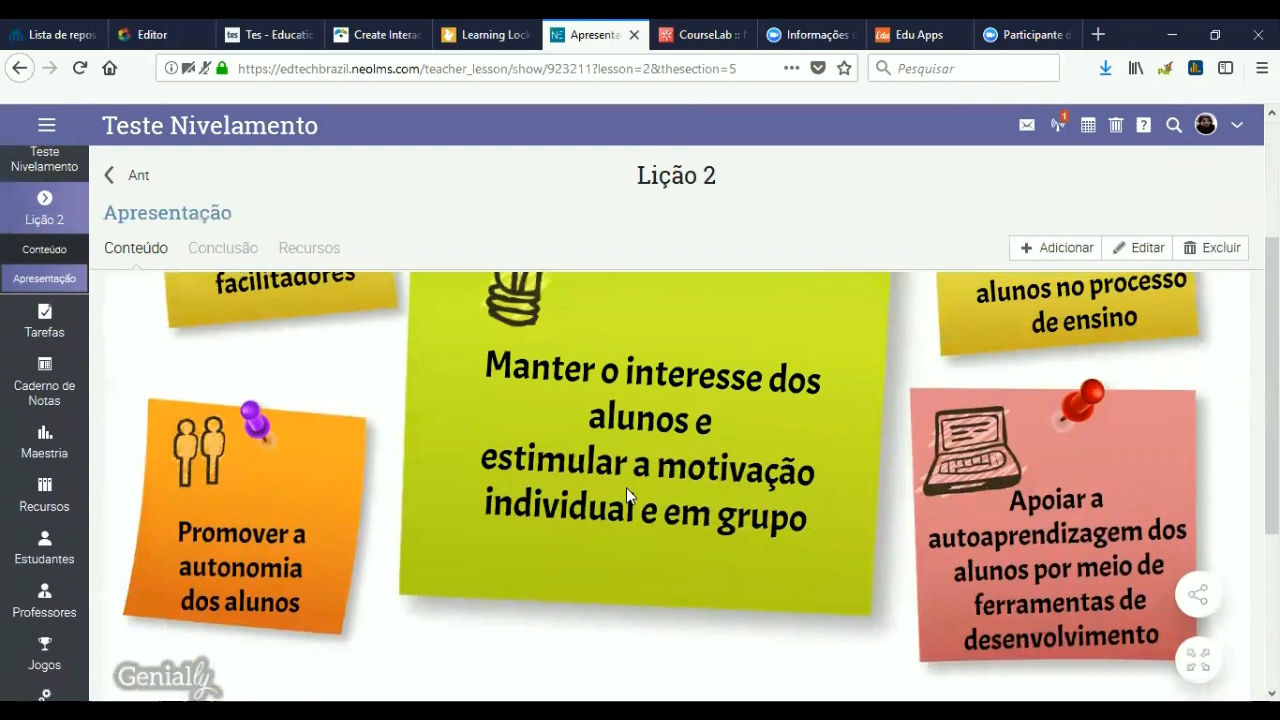 Lista de repos
Editor
Tes - Educatic
Create Interac
Learning Lock
Apresenta
CourseLab ::
Informações
Edu Apps
Participante d
https://edtechbrazil.neolms.com/teacher_lesson/show/923211?lesson=2&thesection=5
Pesquisar
Teste Nivelamento
1
Teste
Nivelamento
Lição 2
Conteúdo
Apresentação
Tarefas
Caderno de
Notas
Maestria
Recursos
Estudantes
Professores
Jogos
Ant
Lição 2
Apresentação
Conteúdo
Conclusão
Recursos
Adicionar
Editar
Excluir
facilitadores
Manter o interesse dos
alunos e
estimular a motivação
individual e em grupo
alunos no processo
de ensino
Promover a
autonomia
dos alunos
Apoiar a
autoaprendizagem dos
alunos por meio de
ferramentas de
desenvolvimento
Genially